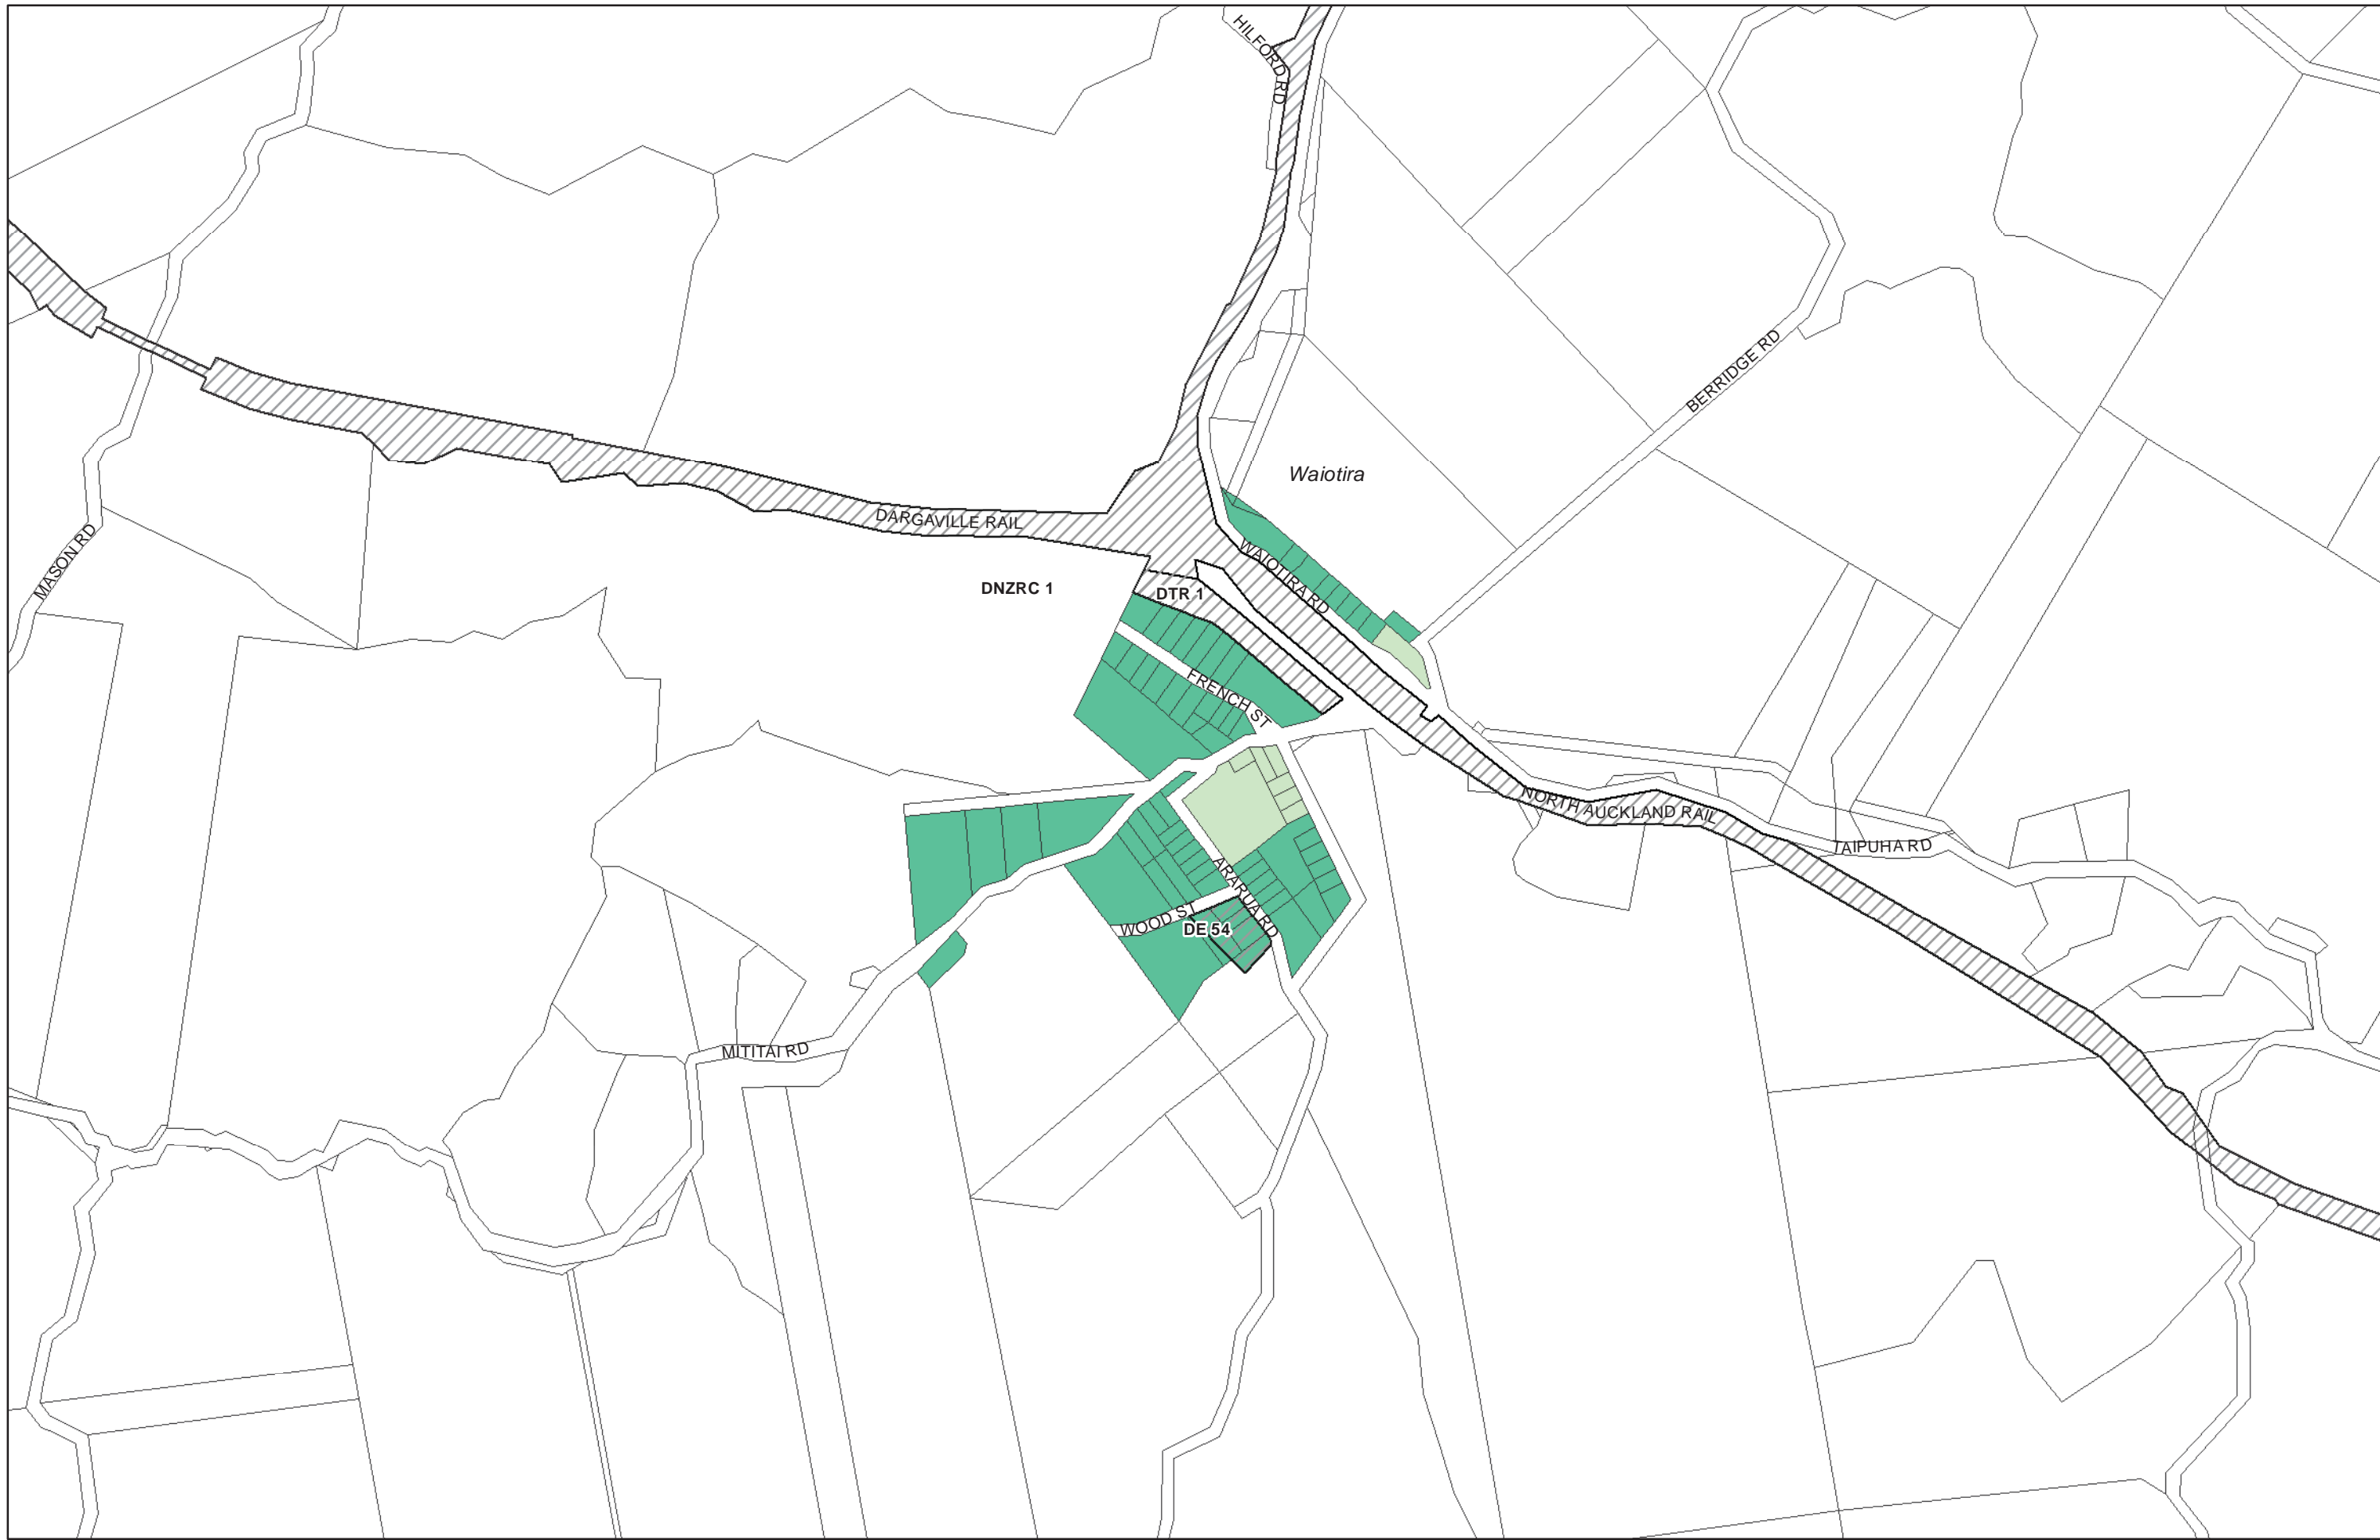 HILFORD RD
BERRIDGE RD
Waiotira
DARGAVILLE RAIL
MASON RD
WAIOTIRA RD
DNZRC 1
DTR 1
FRENCH ST
NORTH AUCKLAND RAIL
TAIPUHA RD
ARARUA RD
WOOD ST
DE 54
MITITAI RD